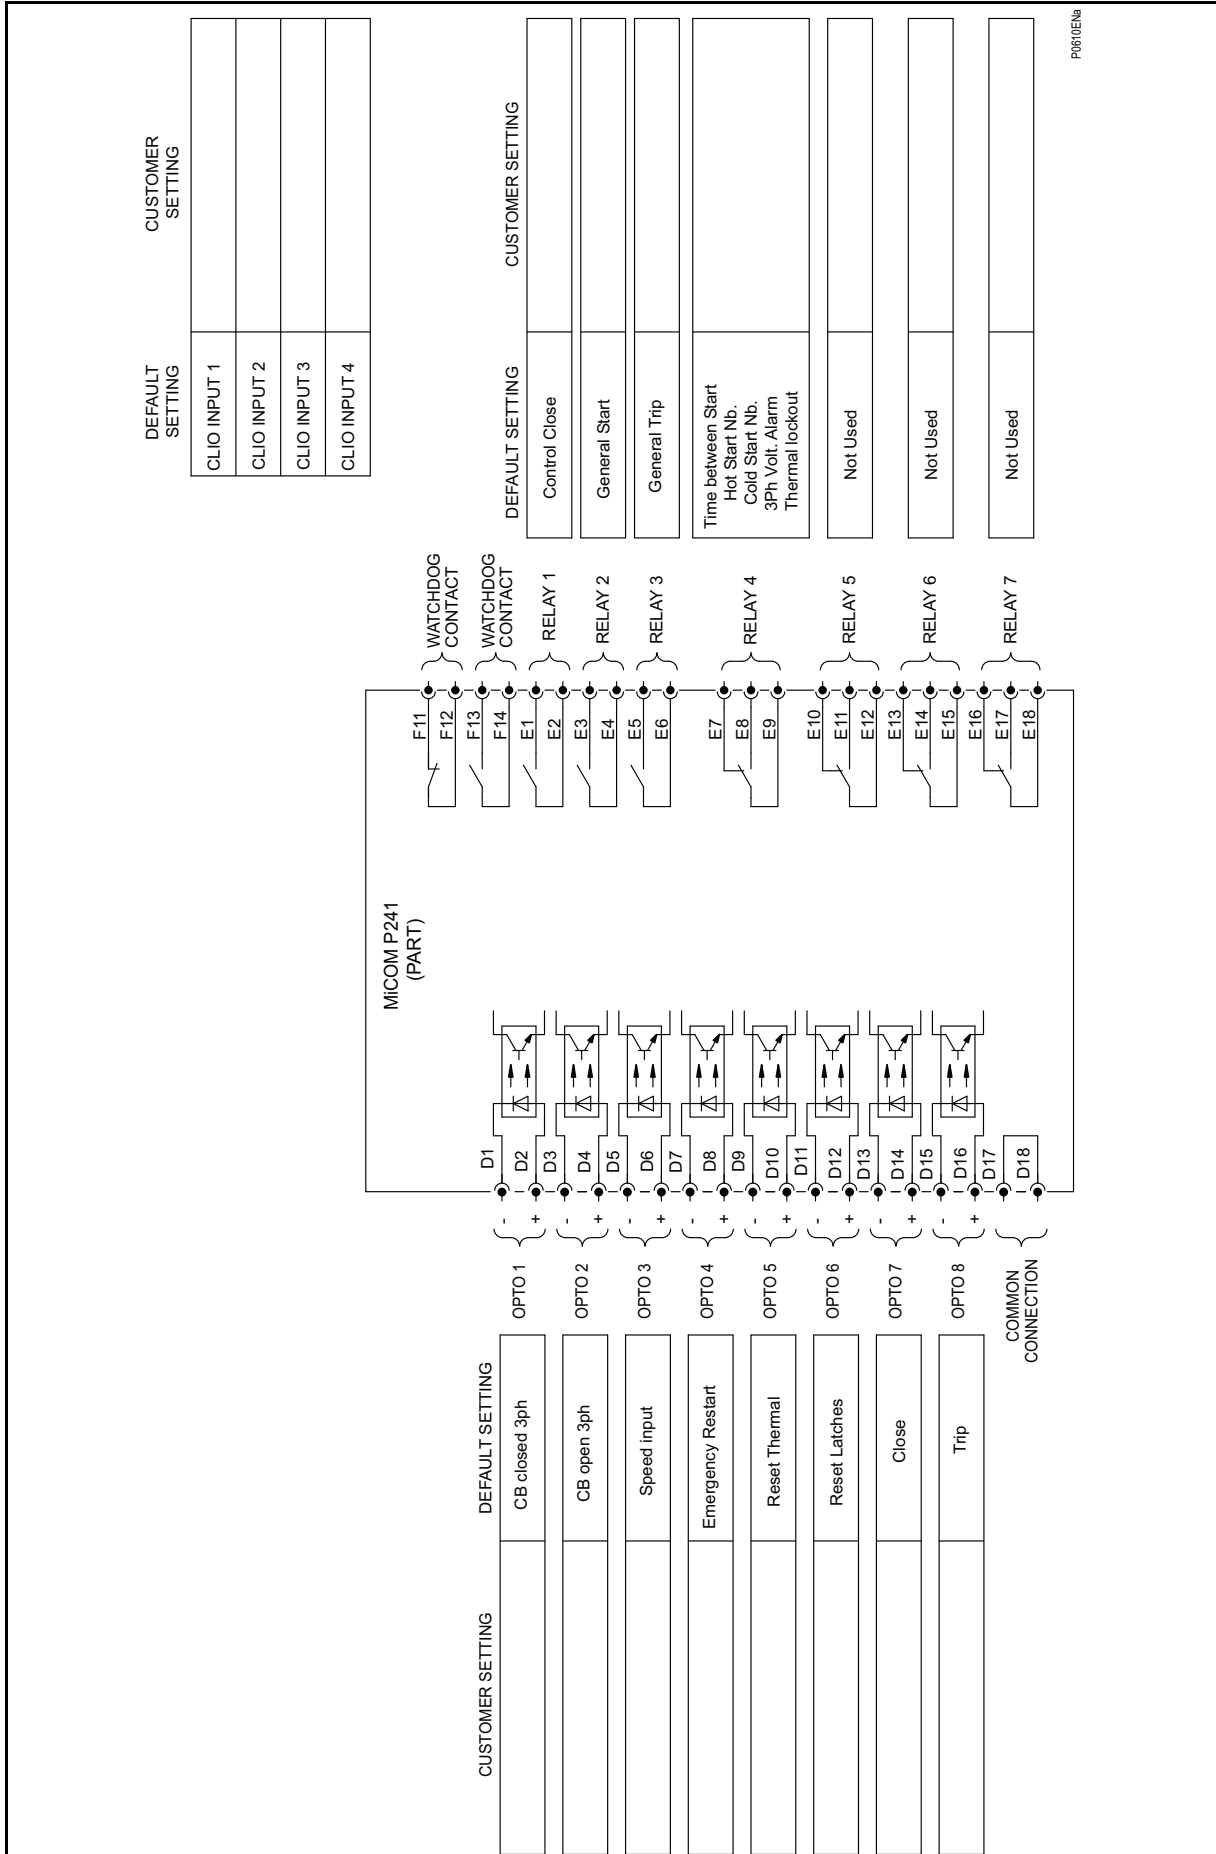 CUSTOMER SETTING
DEFAULT SETTING
CB closed 3ph
OPTO 1
-
+
D1
D2
CB open 3ph
OPTO 2
-
+
D3
D4
Speed input
OPTO 3
-
+
D5
D6
Emergency Restart
OPTO 4
-
+
D7
D8
Reset Thermal
OPTO 5
-
+
D9
D10
Reset Latches
OPTO 6
-
+
D11
D12
Close
OPTO 7
-
+
D13
D14
Trip
OPTO 8
-
+
D15
D16
COMMON
CONNECTION
D17
D18
MiCOM P241
(PART)
F11
F12
WATCHDOG
CONTACT
F13
F14
WATCHDOG
CONTACT
E1
E2
RELAY 1
E3
E4
RELAY 2
E5
E6
RELAY 3
E7
E8
E9
RELAY 4
E10
E11
E12
RELAY 5
E13
E14
E15
RELAY 6
E16
E17
E18
RELAY 7
DEFAULT
SETTING
CUSTOMER
SETTING
CLIO INPUT 1
CLIO INPUT 2
CLIO INPUT 3
CLIO INPUT 4
DEFAULT SETTING
CUSTOMER SETTING
Control Close
General Start
General Trip
Time between Start
Hot Start Nb.
Cold Start Nb.
3Ph Volt. Alarm
Thermal lockout
Not Used
Not Used
Not Used
P0610ENa